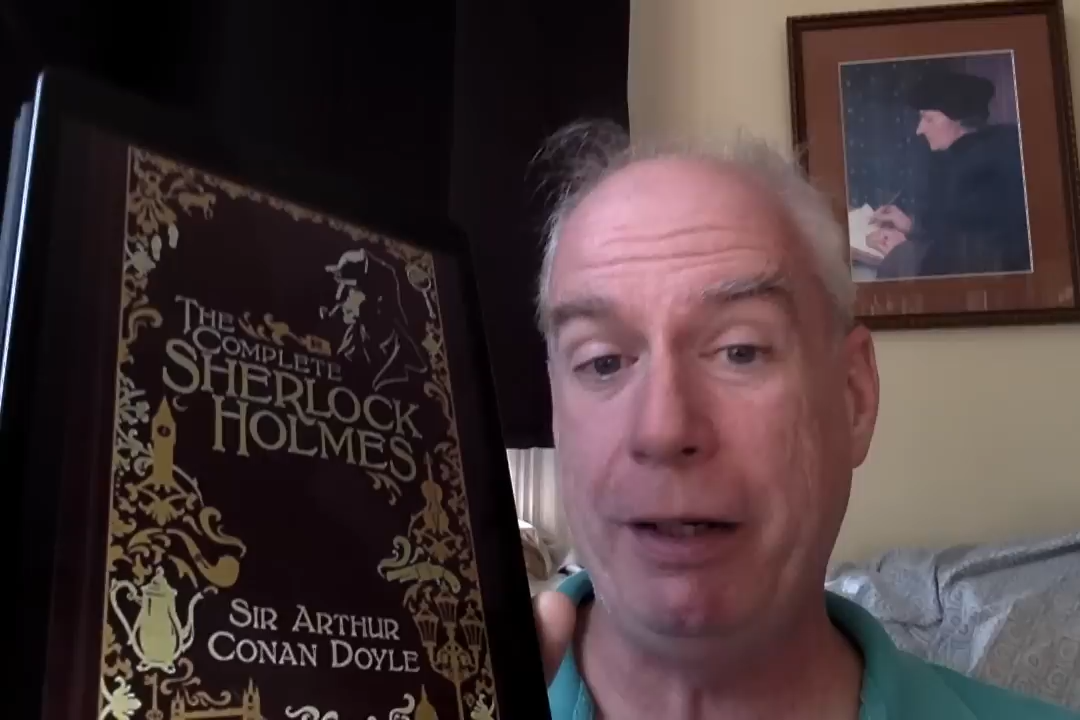 THE
COMPLETE
SHERLOCK
HOLMES
SIR ARTHUR
CONAN DOYLE